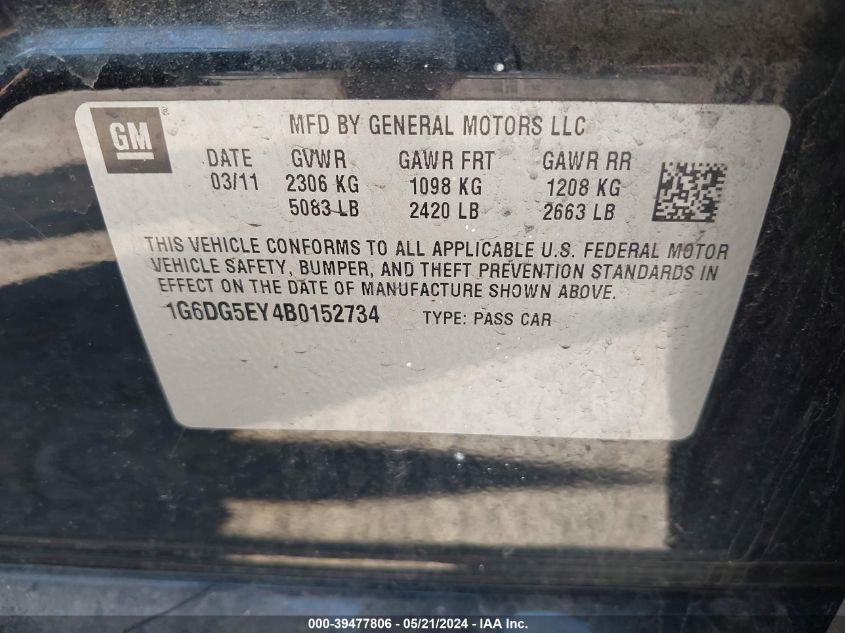 GM ®
MFD BY GENERAL MOTORS LLC
DATE GVWR GAWR FRT GAWR RR
03/11 2306 KG 1098 KG 1208 KG
5083 LB 2420 LB 2663 LB
THIS VEHICLE CONFORMS TO ALL APPLICABLE U.S. FEDERAL MOTOR
VEHICLE SAFETY, BUMPER, AND THEFT PREVENTION STANDARDS IN
EFFECT ON THE DATE OF MANUFACTURE SHOWN ABOVE.
1G6DG5EY4B0152734 TYPE: PASS CAR
000-39477806 - 05/21/2024 - IAA Inc.